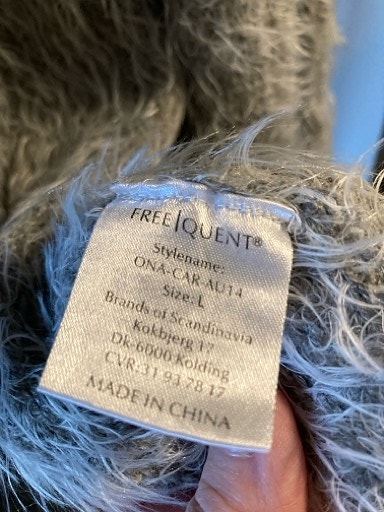 FREE|QUENT®
Stylename:
ONA-CAR-AU14
Size: L
Brands of Scandinavia
Kokbjerg 17
Dk-6000 Kolding
CVR:31 93 78 17
MADE IN CHINA